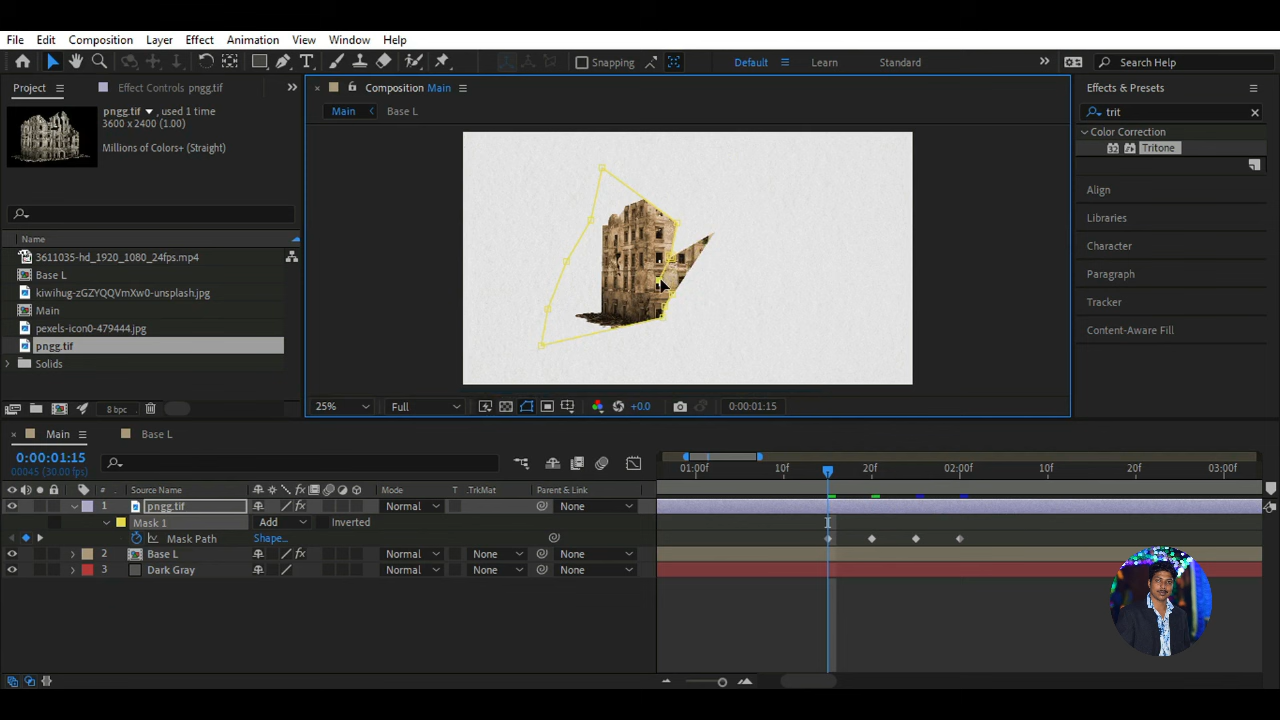 File Edit Composition Layer Effect Animation View Window Help
Snapping Default Learn Standard Search Help
Project Effect Controls pngg.tif
pngg.tif , used 1 time
3600 x 2400 (1.00)
Millions of Colors+ (Straight)
Name
3611035-hd_1920_1080_24fps.mp4
Base L
kiwihug-zGZYQQVmXw0-unsplash.jpg
Main
pexels-icon0-479444.jpg
pngg.tif
Solids
8 bpc
Composition Main
Main Base L
25% Full +0.0 0:00:01:15
Effects & Presets
trit
Color Correction
32 Tritone
Align
Libraries
Character
Paragraph
Tracker
Content-Aware Fill
Main Base L
0:00:01:15
00045 (30.00 fps)
# Source Name Mode T TrkMat Parent & Link
1 pngg.tif Normal None
Mask 1 Add Inverted
Mask Path Shape...
2 Base L Normal None None
3 Dark Gray Normal None None
01:00f 10f 20f 02:00f 10f 20f 03:00f